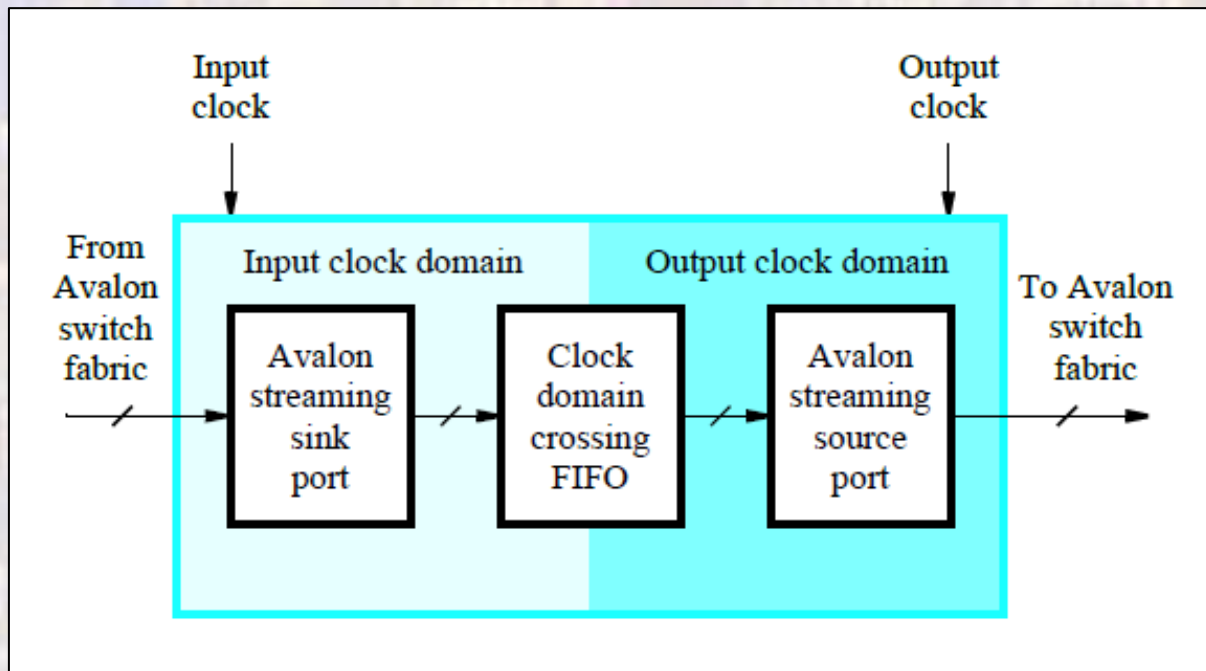 Input
clock
Output
clock
From
Avalon
switch
fabric
Input clock domain
Output clock domain
To Avalon
switch
fabric
Avalon
streaming
sink
port
Clock
domain
crossing
FIFO
Avalon
streaming
source
port